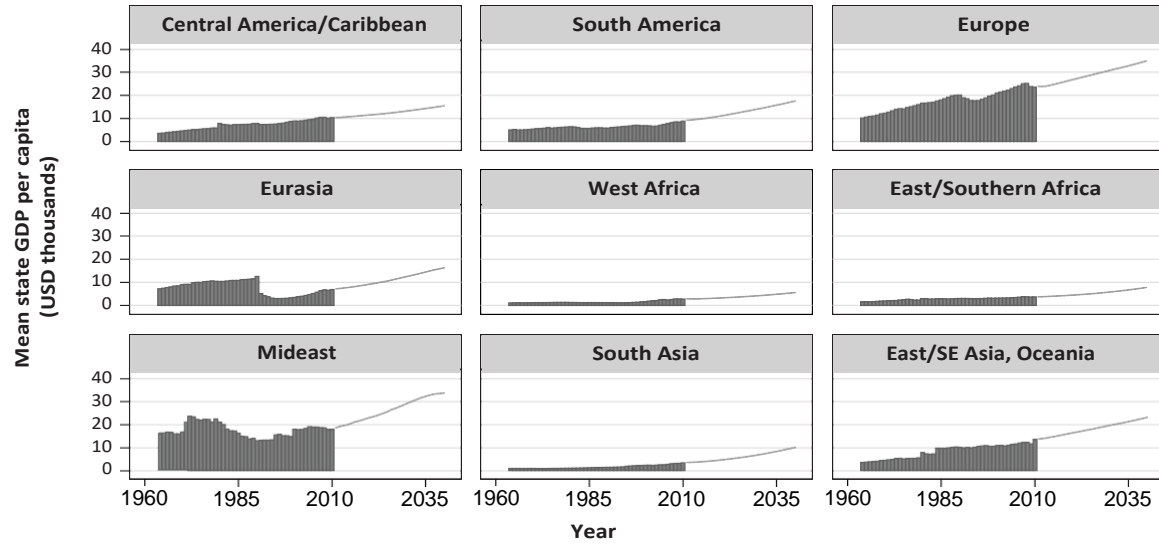 Mean state GDP per capita
(USD thousands)
Central America/Caribbean
South America
Europe
40
30
20
10
0
Eurasia
West Africa
East/Southern Africa
40
30
20
10
0
Mideast
South Asia
East/SE Asia, Oceania
40
30
20
10
0
1960 1985 2010 2035
1960 1985 2010 2035
1960 1985 2010 2035
Year